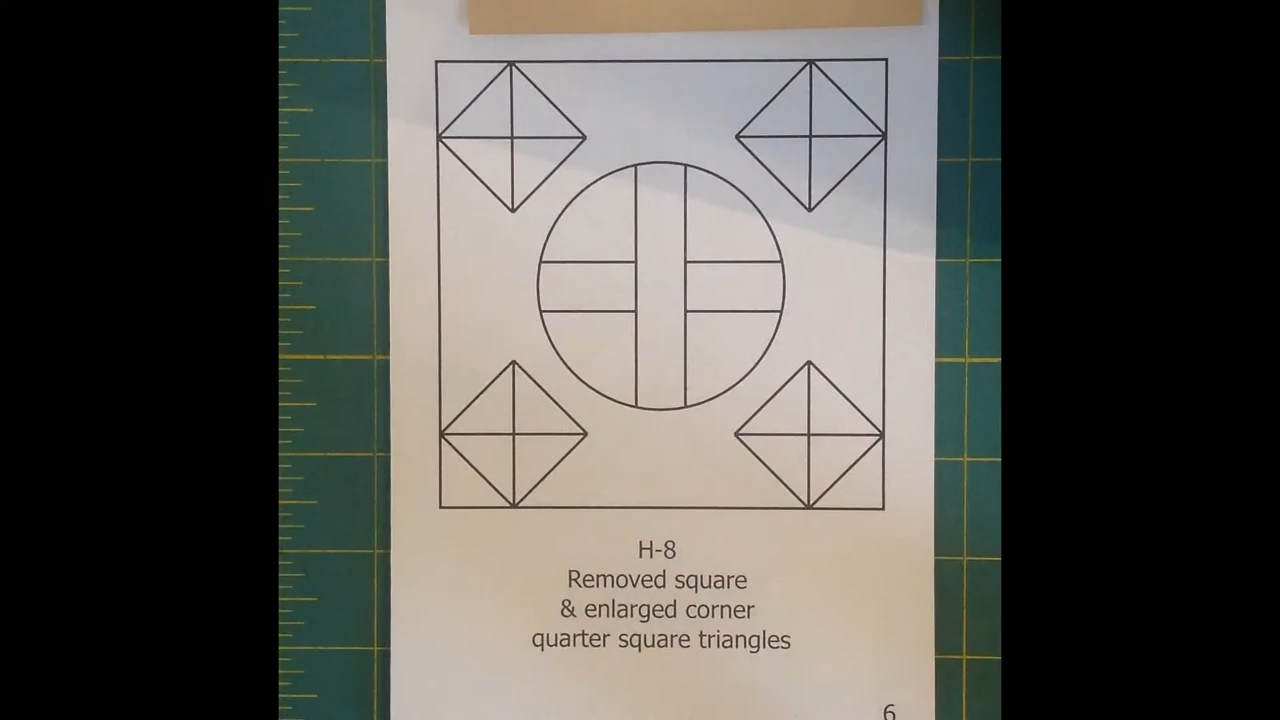 H-8
Removed square
& enlarged corner
quarter square triangles
6